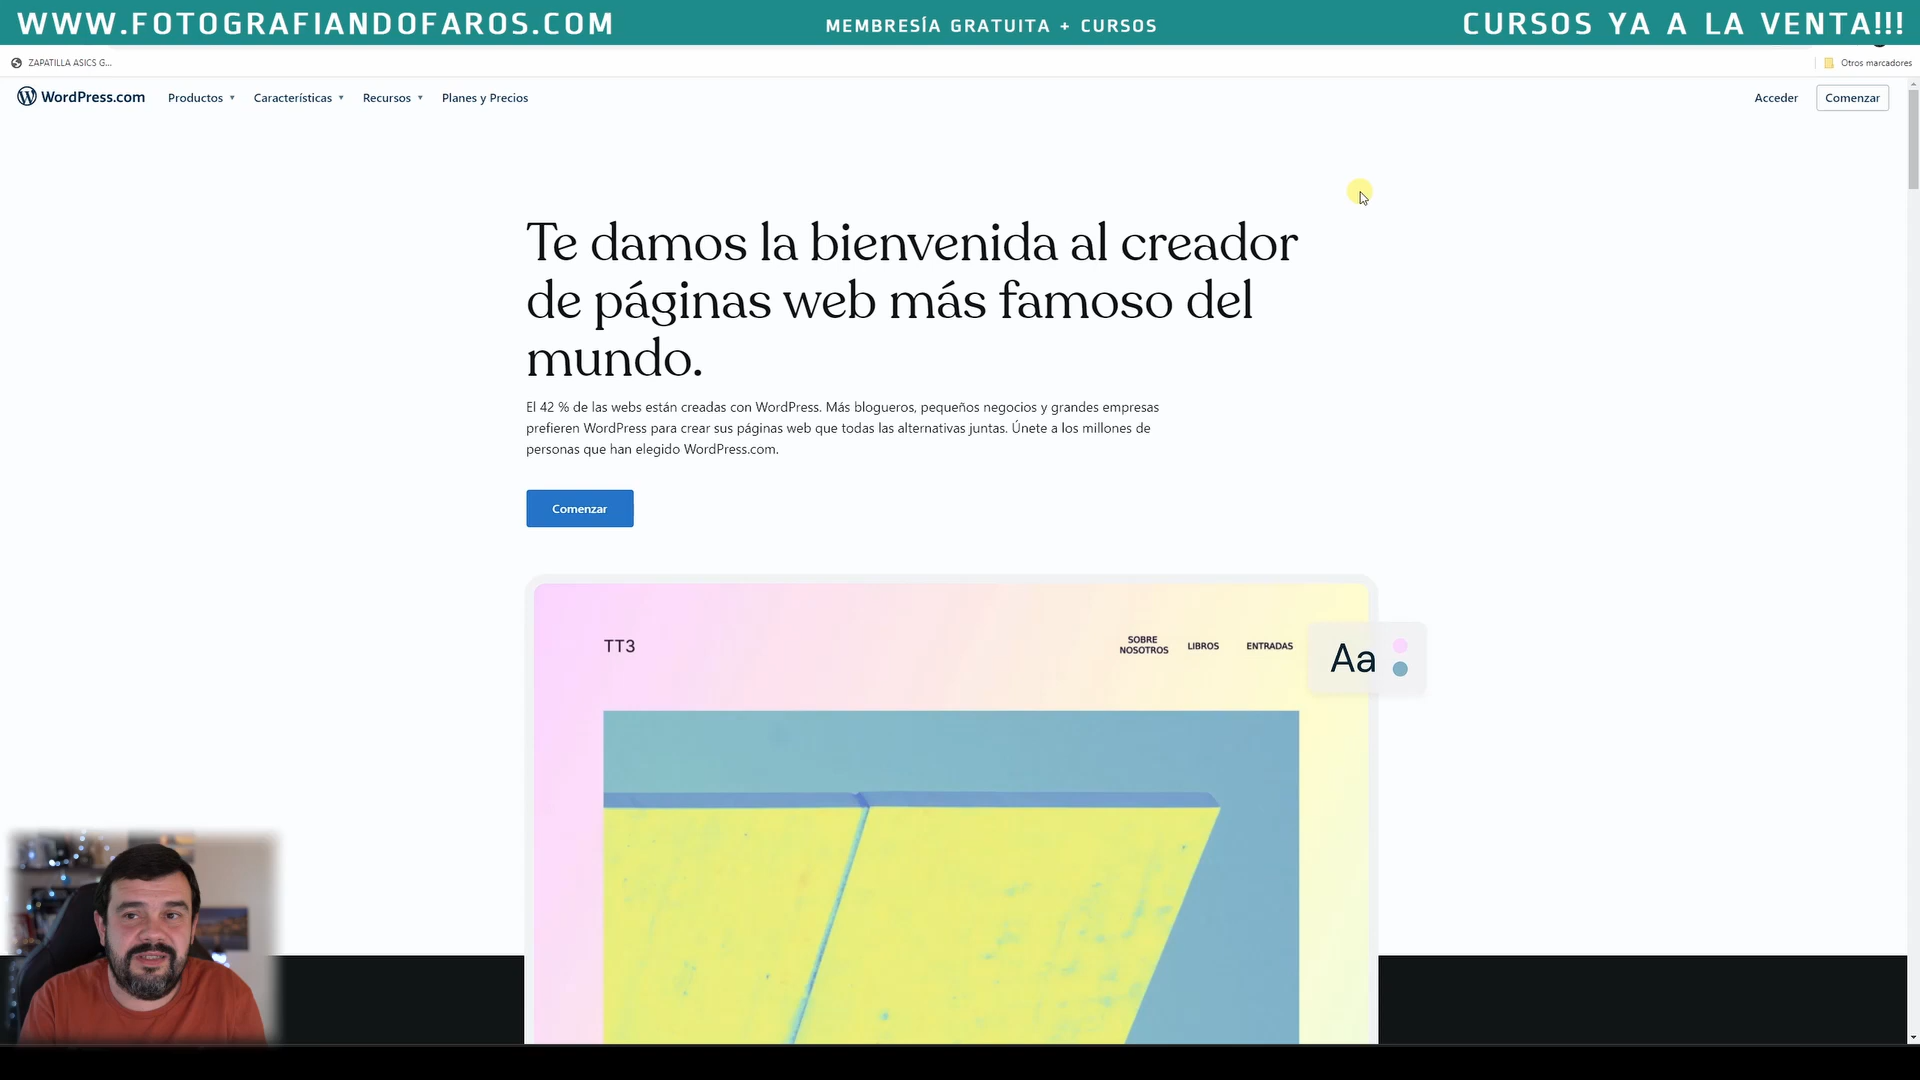 WWW.FOTOGRAFIANDOFAROS.COM
MEMBRESÍA GRATUITA + CURSOS
CURSOS YA A LA VENTA!!!
ZAPATILLA ASICS G...
Otros marcadores
WordPress.com
Productos
Características
Recursos
Planes y Precios
Acceder
Comenzar
Te damos la bienvenida al creador
de páginas web más famoso del
mundo.
El 42 % de las webs están creadas con WordPress. Más blogueros, pequeños negocios y grandes empresas
prefieren WordPress para crear sus páginas web que todas las alternativas juntas. Únete a los millones de
personas que han elegido WordPress.com.
Comenzar
TT3
SOBRE
NOSOTROS
LIBROS
ENTRADAS
Aa